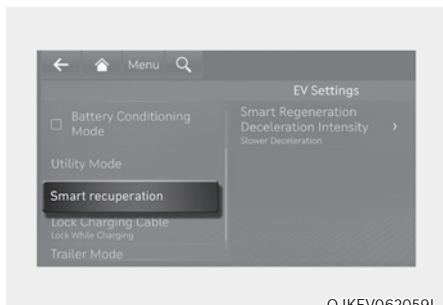 Menu
EV Settings
Battery Conditioning
Mode
Smart Regeneration
Deceleration Intensity
Slower Deceleration
Utility Mode
Smart recuperation
Lock Charging Cable
Lock While Charging
Trailer Mode